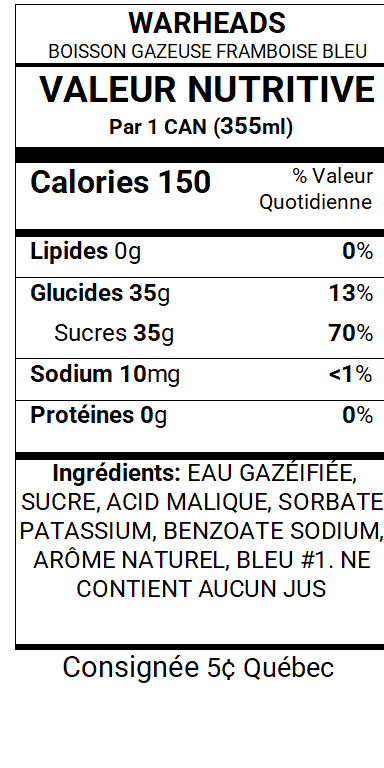 WARHEADS
BOISSON GAZEUSE FRAMBOISE BLEU
VALEUR NUTRITIVE
Par 1 CAN (355ml)
Calories 150 % Valeur
Quotidienne
Lipides 0g 0%
Glucides 35g 13%
Sucres 35g 70%
Sodium 10mg <1%
Protéines 0g 0%
Ingrédients: EAU GAZÉIFIÉE,
SUCRE, ACID MALIQUE, SORBATE
PATASSIUM, BENZOATE SODIUM,
ARÔME NATUREL, BLEU #1. NE
CONTIENT AUCUN JUS
Consignée 5¢ Québec